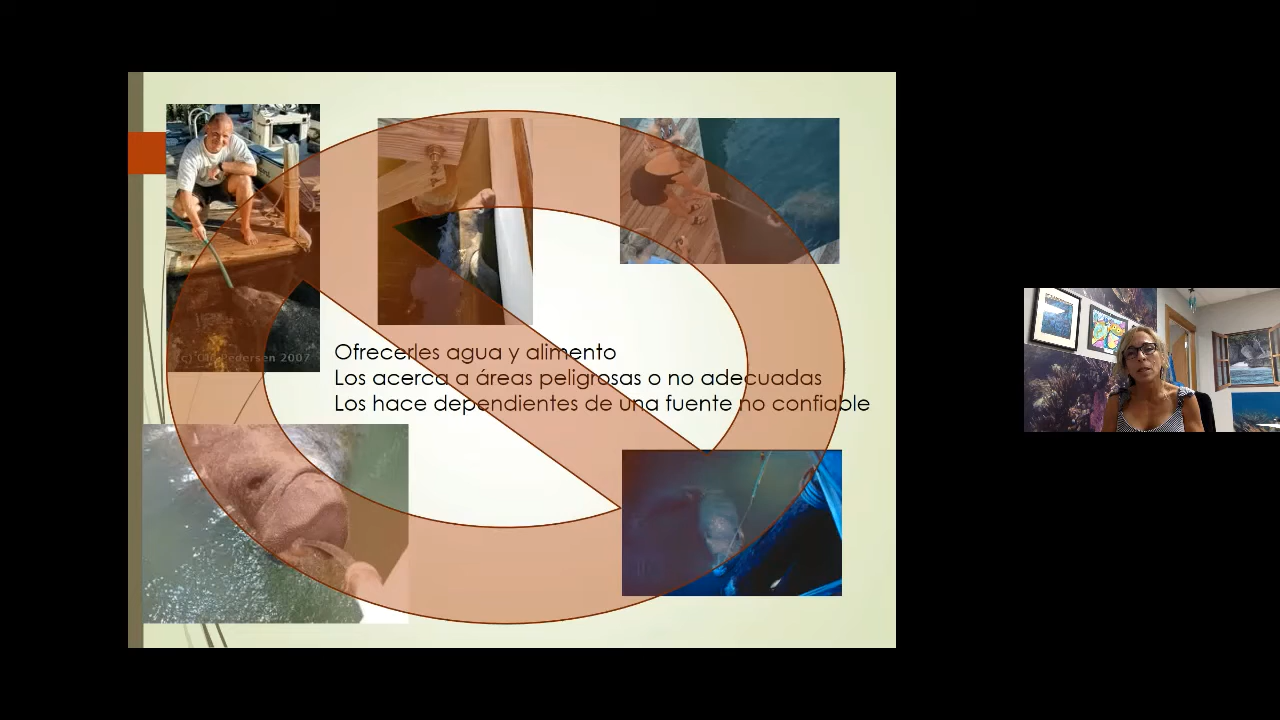 (c) Ole Pedersen 2007
Ofrecerles agua y alimento
Los acerca a áreas peligrosas o no adecuadas
Los hace dependientes de una fuente no confiable